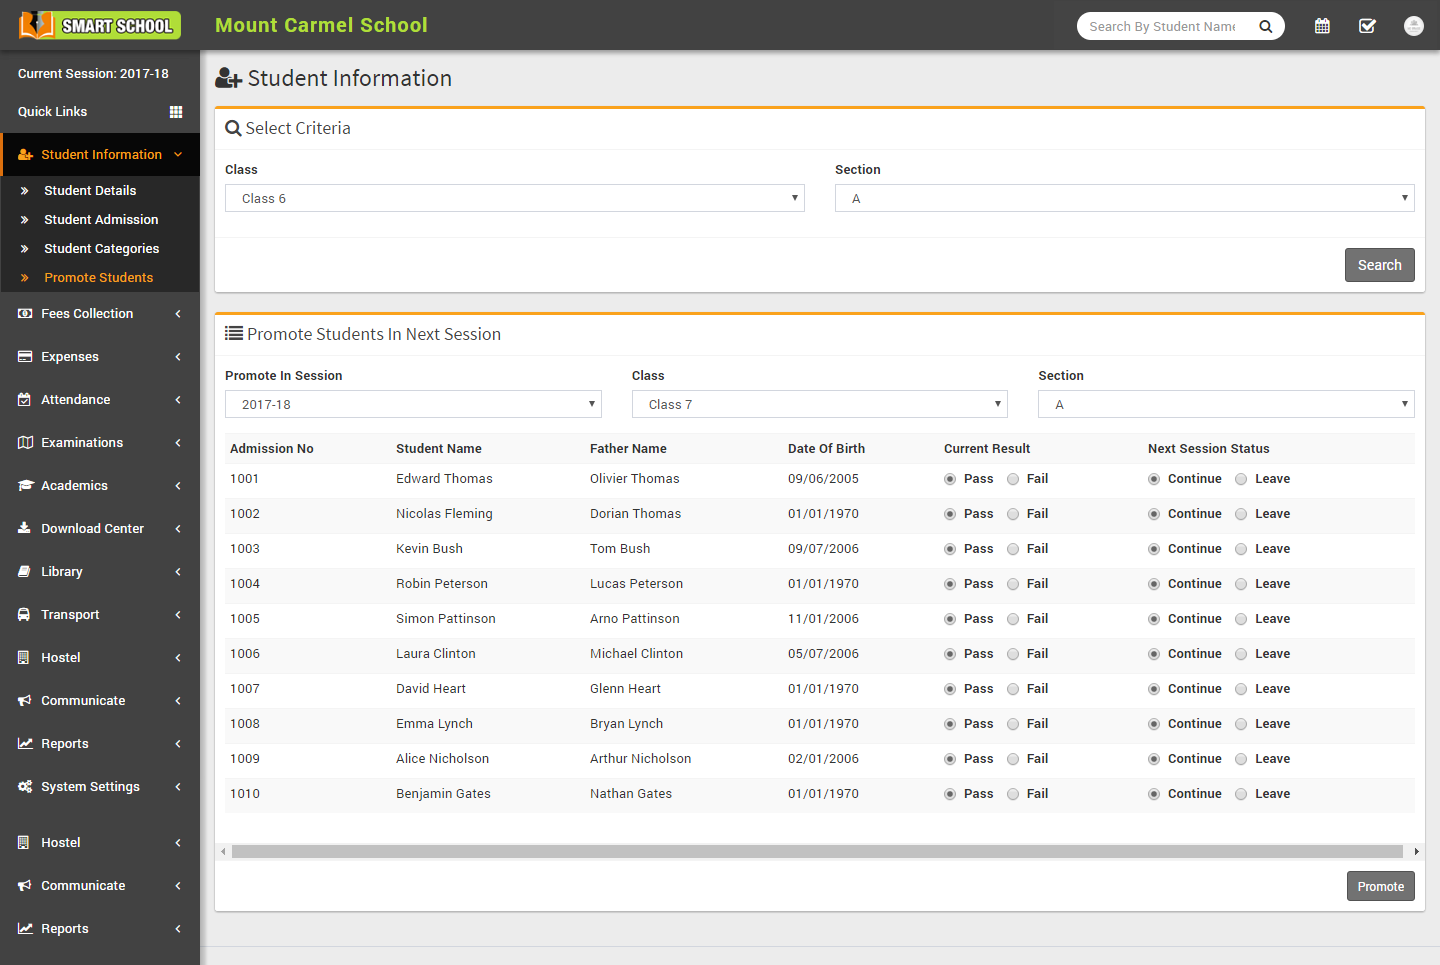 SMART SCHOOL
Mount Carmel School
Search By Student Name
Current Session: 2017-18
Quick Links
Student Information
Student Details
Student Admission
Student Categories
Promote Students
Fees Collection
Expenses
Attendance
Examinations
Academics
Download Center
Library
Transport
Hostel
Communicate
Reports
System Settings
Hostel
Communicate
Reports
Student Information
Select Criteria
Class Section
Class 6 A
Search
Promote Students In Next Session
Promote In Session Class Section
2017-18 Class 7 A
Admission No Student Name Father Name Date Of Birth Current Result Next Session Status
1001 Edward Thomas Olivier Thomas 09/06/2005 Pass Fail Continue Leave
1002 Nicolas Fleming Dorian Thomas 01/01/1970 Pass Fail Continue Leave
1003 Kevin Bush Tom Bush 09/07/2006 Pass Fail Continue Leave
1004 Robin Peterson Lucas Peterson 01/01/1970 Pass Fail Continue Leave
1005 Simon Pattinson Arno Pattinson 11/01/2006 Pass Fail Continue Leave
1006 Laura Clinton Michael Clinton 05/07/2006 Pass Fail Continue Leave
1007 David Heart Glenn Heart 01/01/1970 Pass Fail Continue Leave
1008 Emma Lynch Bryan Lynch 01/01/1970 Pass Fail Continue Leave
1009 Alice Nicholson Arthur Nicholson 02/01/2006 Pass Fail Continue Leave
1010 Benjamin Gates Nathan Gates 01/01/1970 Pass Fail Continue Leave
Promote